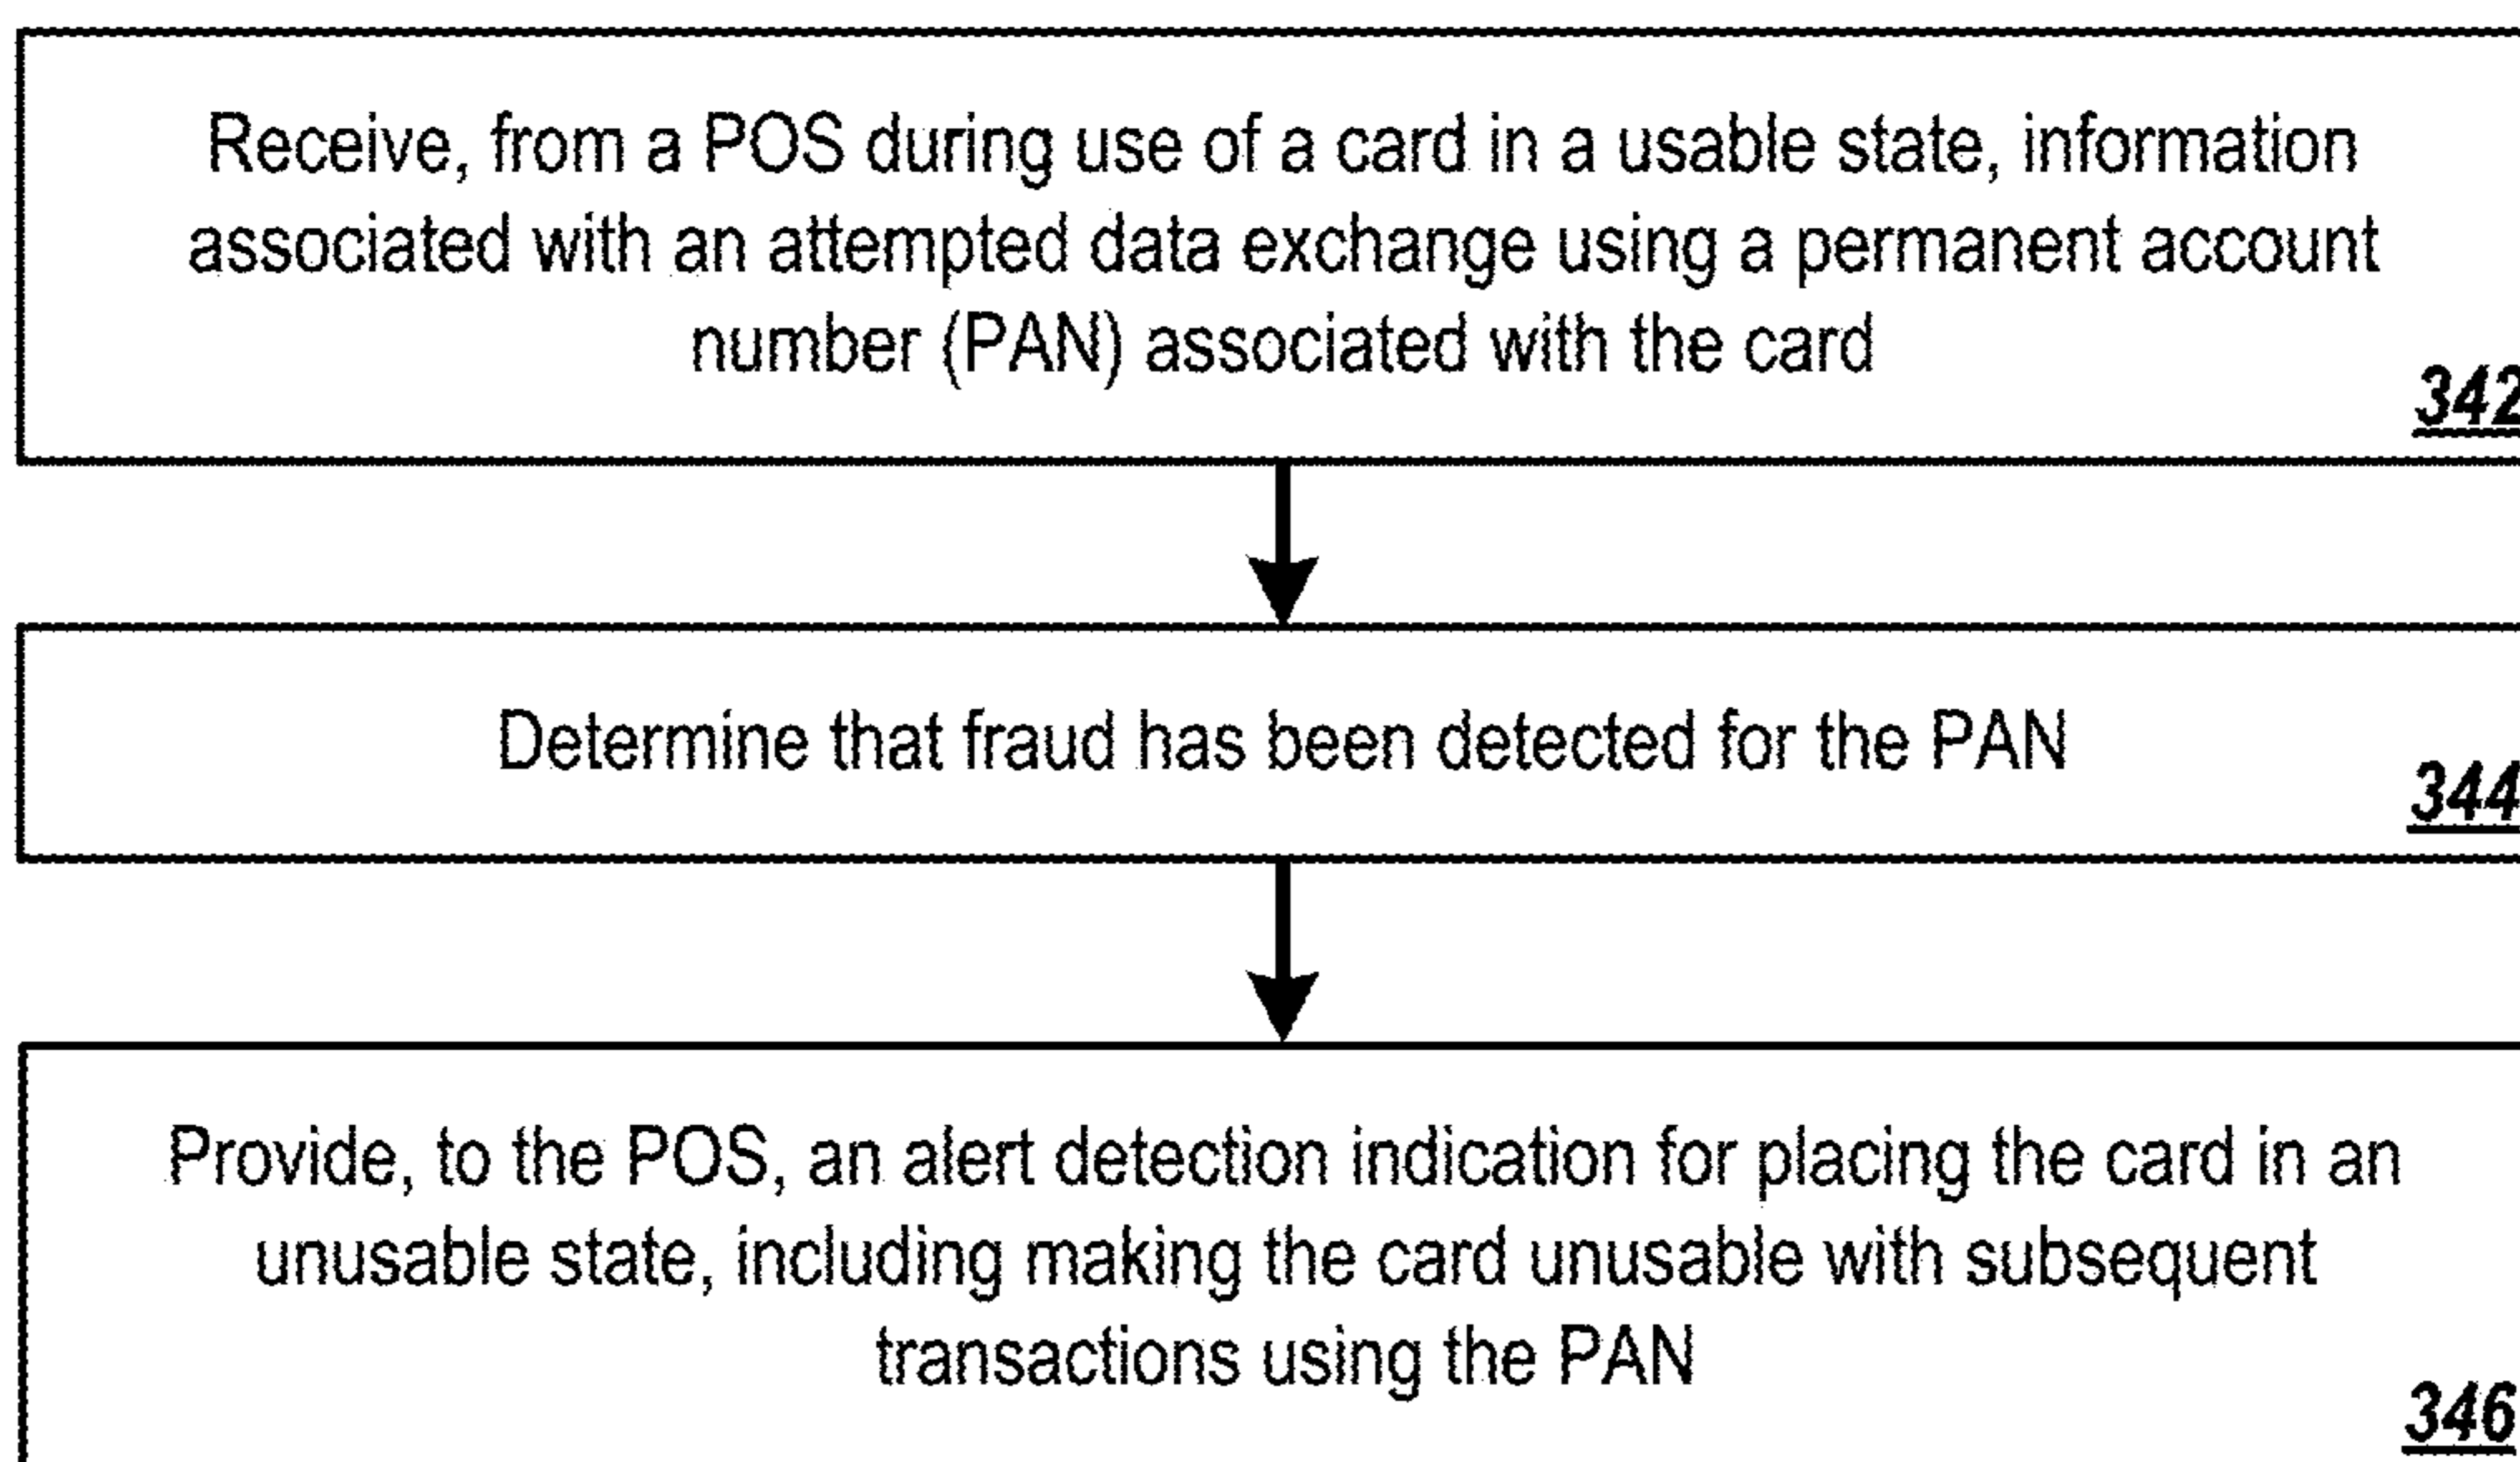 Receive, from a POS during use of a card in a usable state, information
associated with an attempted data exchange using a permanent account
number (PAN) associated with the card
342
Determine that fraud has been detected for the PAN
344
Provide, to the POS, an alert detection indication for placing the card in an
unusable state, including making the card unusable with subsequent
transactions using the PAN
346